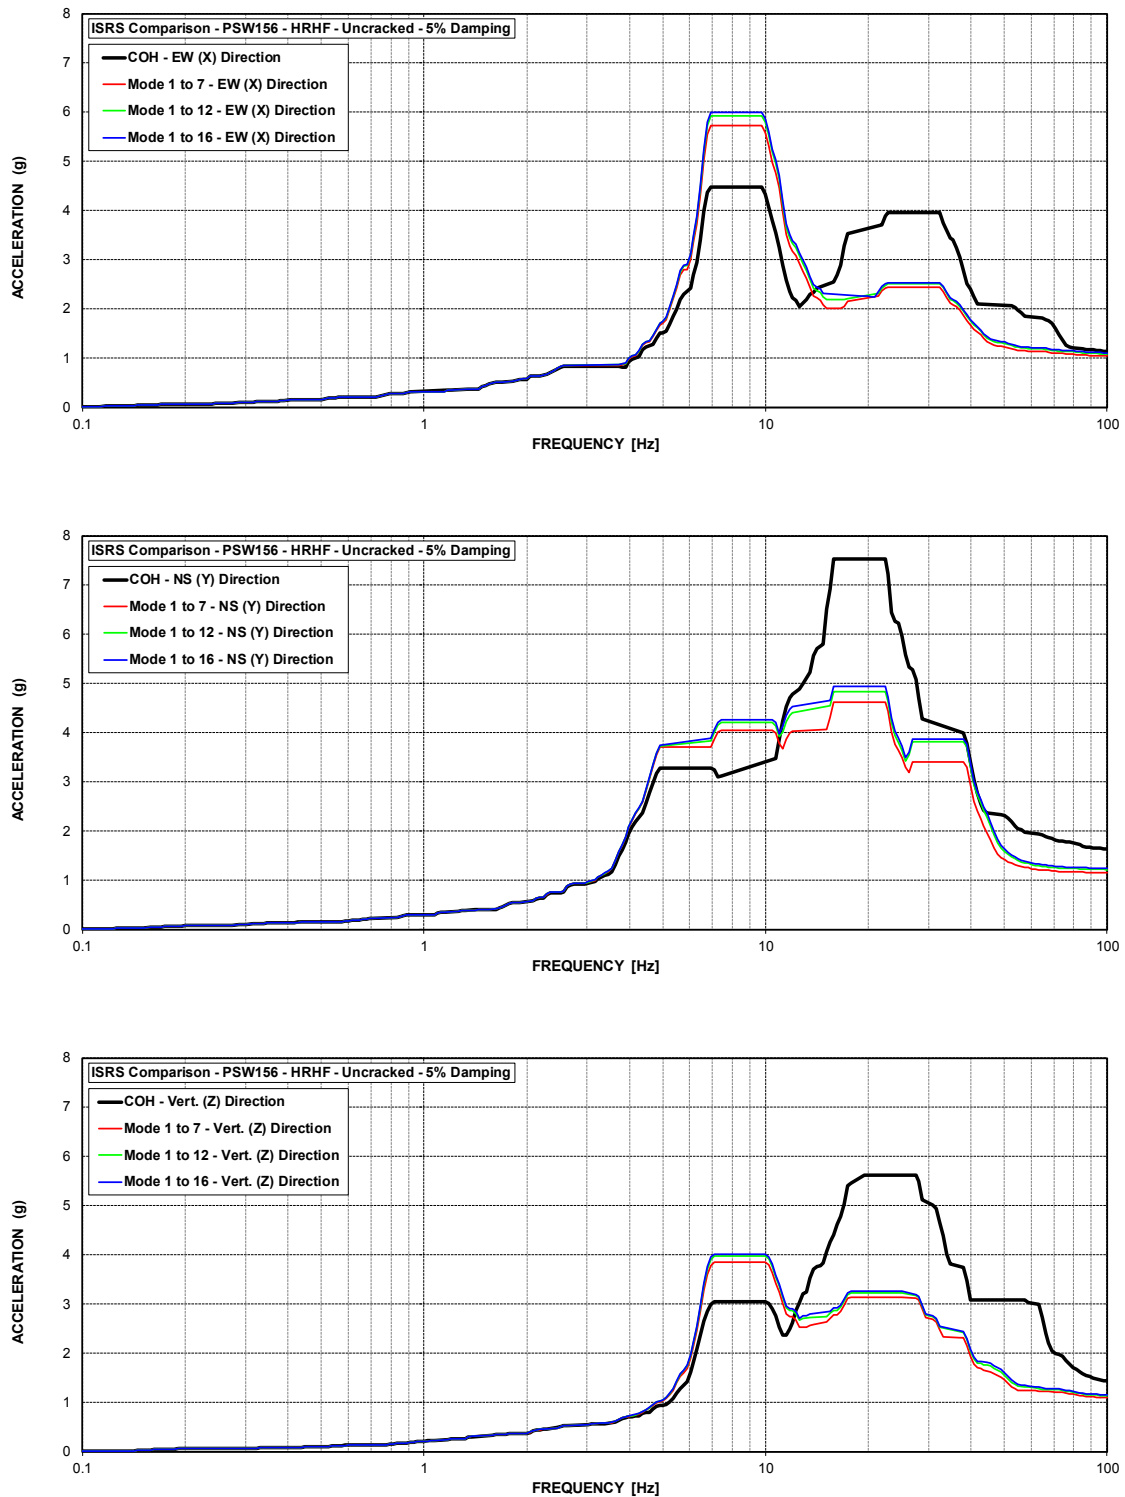 ISRS Comparison - PSW156 - HRHF - Uncracked - 5% Damping
COH - EW (X) Direction
Mode 1 to 7 - EW (X) Direction
Mode 1 to 12 - EW (X) Direction
Mode 1 to 16 - EW (X) Direction
ACCELERATION (g)
8
7
6
5
4
3
2
1
0
0.1
1
10
100
FREQUENCY [Hz]
ISRS Comparison - PSW156 - HRHF - Uncracked - 5% Damping
COH - NS (Y) Direction
Mode 1 to 7 - NS (Y) Direction
Mode 1 to 12 - NS (Y) Direction
Mode 1 to 16 - NS (Y) Direction
ACCELERATION (g)
8
7
6
5
4
3
2
1
0
0.1
1
10
100
FREQUENCY [Hz]
ISRS Comparison - PSW156 - HRHF - Uncracked - 5% Damping
COH - Vert. (Z) Direction
Mode 1 to 7 - Vert. (Z) Direction
Mode 1 to 12 - Vert. (Z) Direction
Mode 1 to 16 - Vert. (Z) Direction
ACCELERATION (g)
8
7
6
5
4
3
2
1
0
0.1
1
10
100
FREQUENCY [Hz]